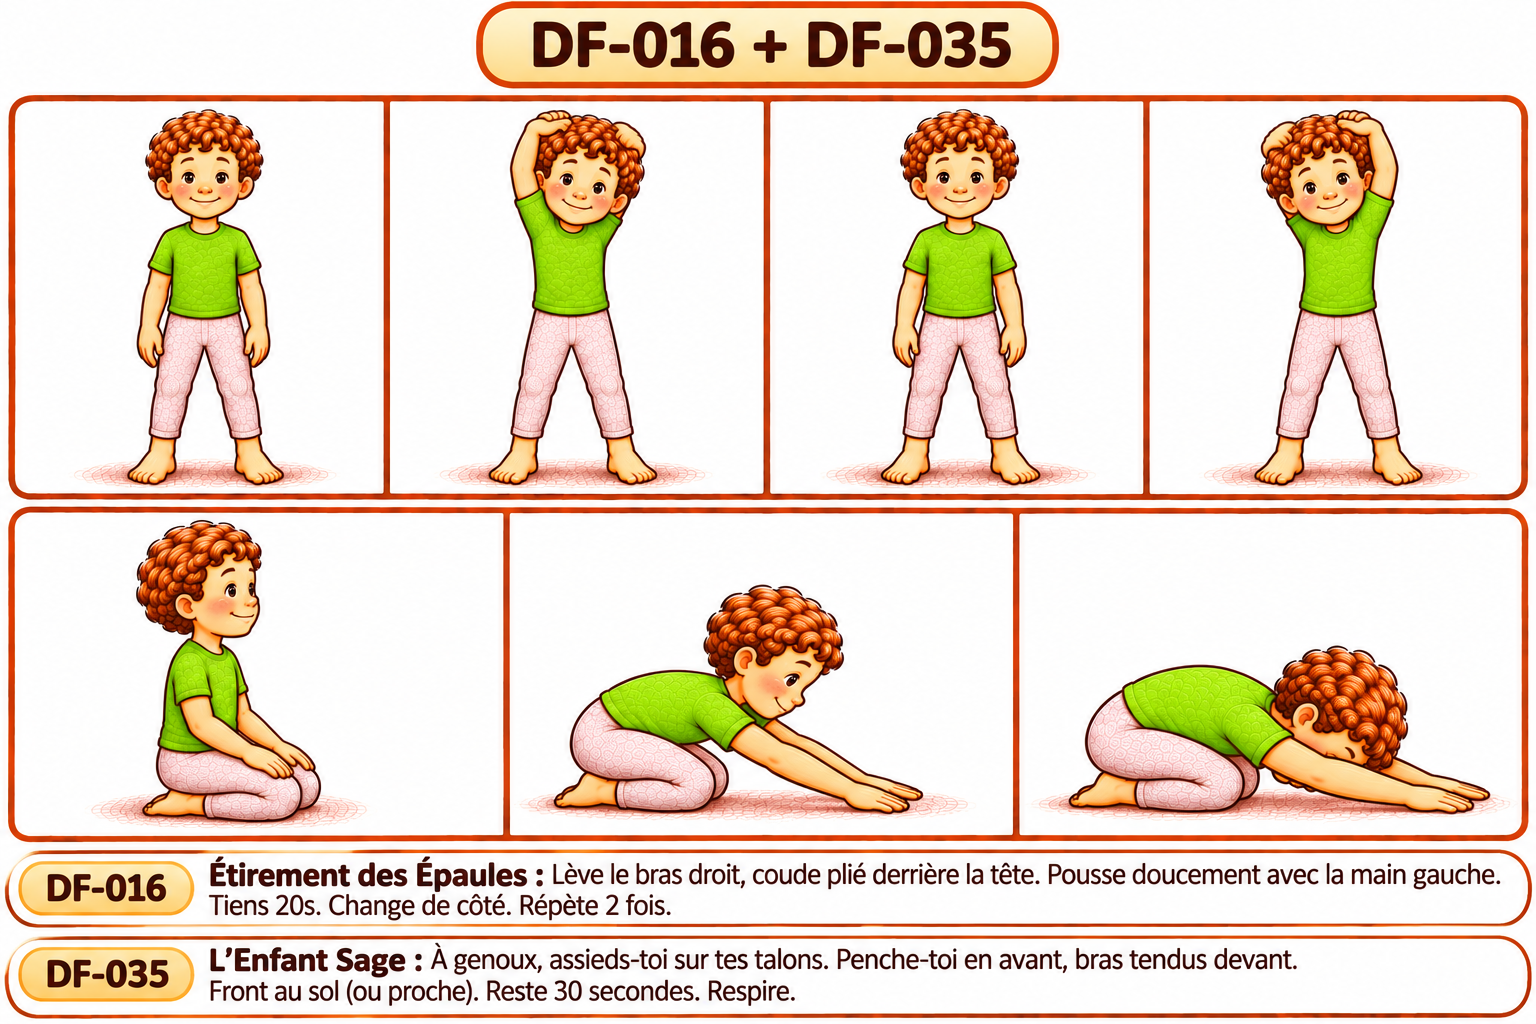 DF-016 + DF-035
DF-016
Étirement des Épaules : Lève le bras droit, coude plié derrière la tête. Pousse doucement avec la main gauche.
Tiens 20s. Change de côté. Répète 2 fois.
DF-035
L’Enfant Sage : À genoux, assieds-toi sur tes talons. Penche-toi en avant, bras tendus devant.
Front au sol (ou proche). Reste 30 secondes. Respire.